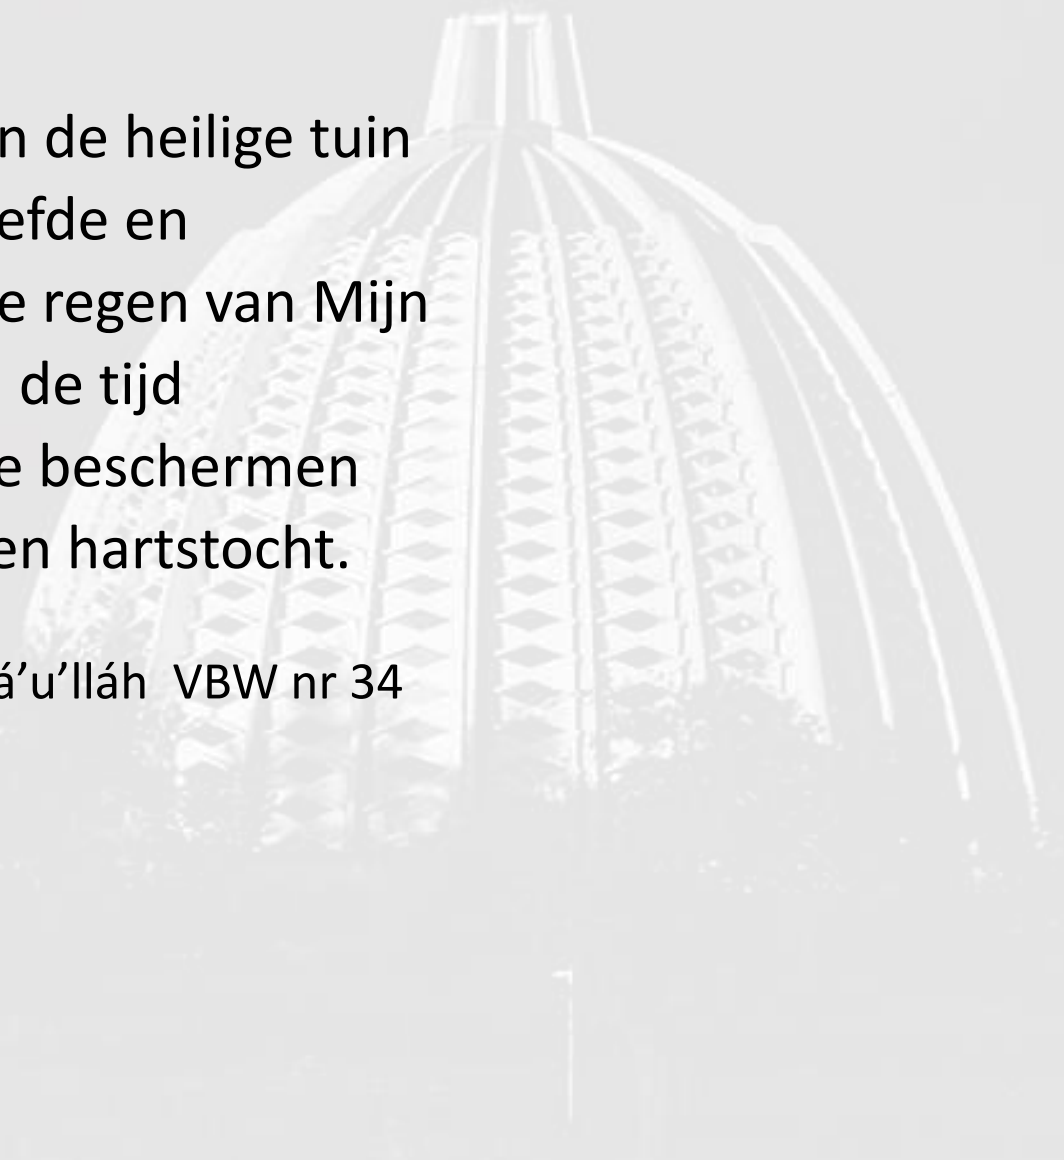 n de heilige tuin
efde en
e regen van Mijn
de tijd
e beschermen
en hartstocht.
á’u’lláh VBW nr 34